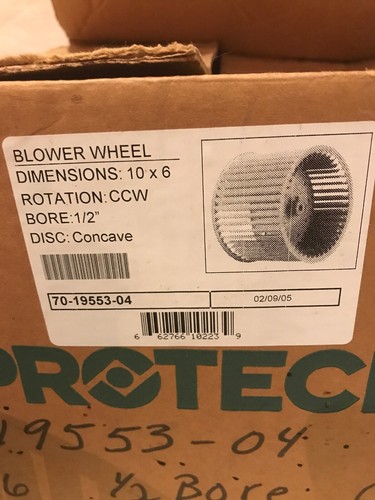 BLOWER WHEEL
DIMENSIONS: 10 x 6
ROTATION: CCW
BORE: 1/2"
DISC: Concave
70-19553-04
02/09/05
6 62766 10223 9
PROTEC
19553-04
6 1/2 Bore